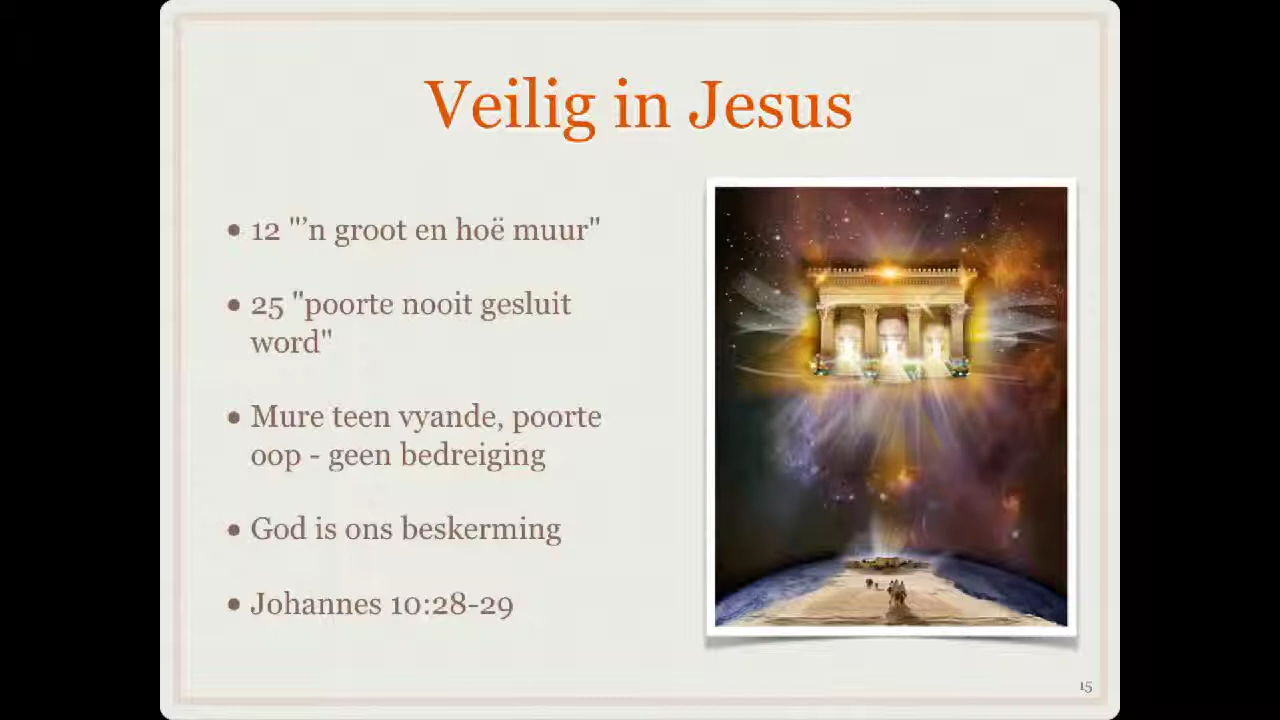 Veilig in Jesus
• 12 "’n groot en hoë muur"
• 25 "poorte nooit gesluit
word"
• Mure teen vyande, poorte
oop - geen bedreiging
• God is ons beskerming
• Johannes 10:28-29
15